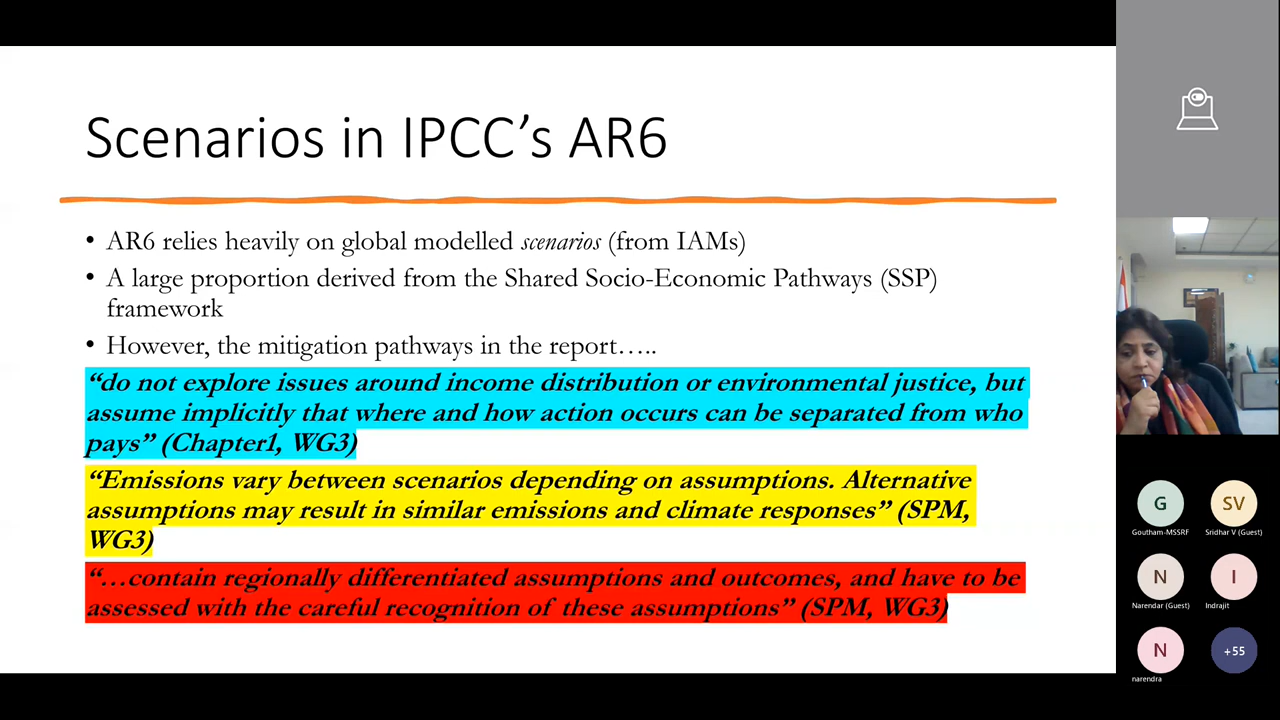 Scenarios in IPCC’s AR6
• AR6 relies heavily on global modelled scenarios (from IAMs)
• A large proportion derived from the Shared Socio-Economic Pathways (SSP)
framework
• However, the mitigation pathways in the report…..
“do not explore issues around income distribution or environmental justice, but
assume implicitly that where and how action occurs can be separated from who
pays” (Chapter1, WG3)
“Emissions vary between scenarios depending on assumptions. Alternative
assumptions may result in similar emissions and climate responses” (SPM,
WG3)
“…contain regionally differentiated assumptions and outcomes, and have to be
assessed with the careful recognition of these assumptions” (SPM, WG3)
G
SV
Goutham-MSSRF
Sridhar V (Guest)
N
I
Narendar (Guest)
Indrajit
N
+55
narendra